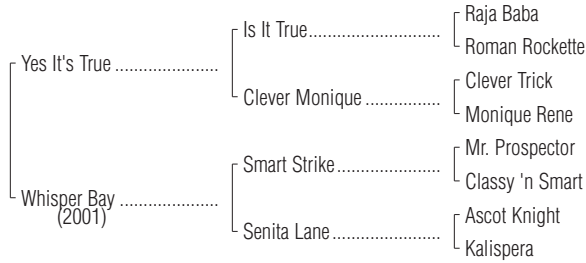 Raja Baba
Is It True
Roman Rockette
Yes It's True
Clever Trick
Clever Monique
Monique Rene
Mr. Prospector
Smart Strike
Classy 'n Smart
Whisper Bay
(2001)
Ascot Knight
Senita Lane
Kalispera